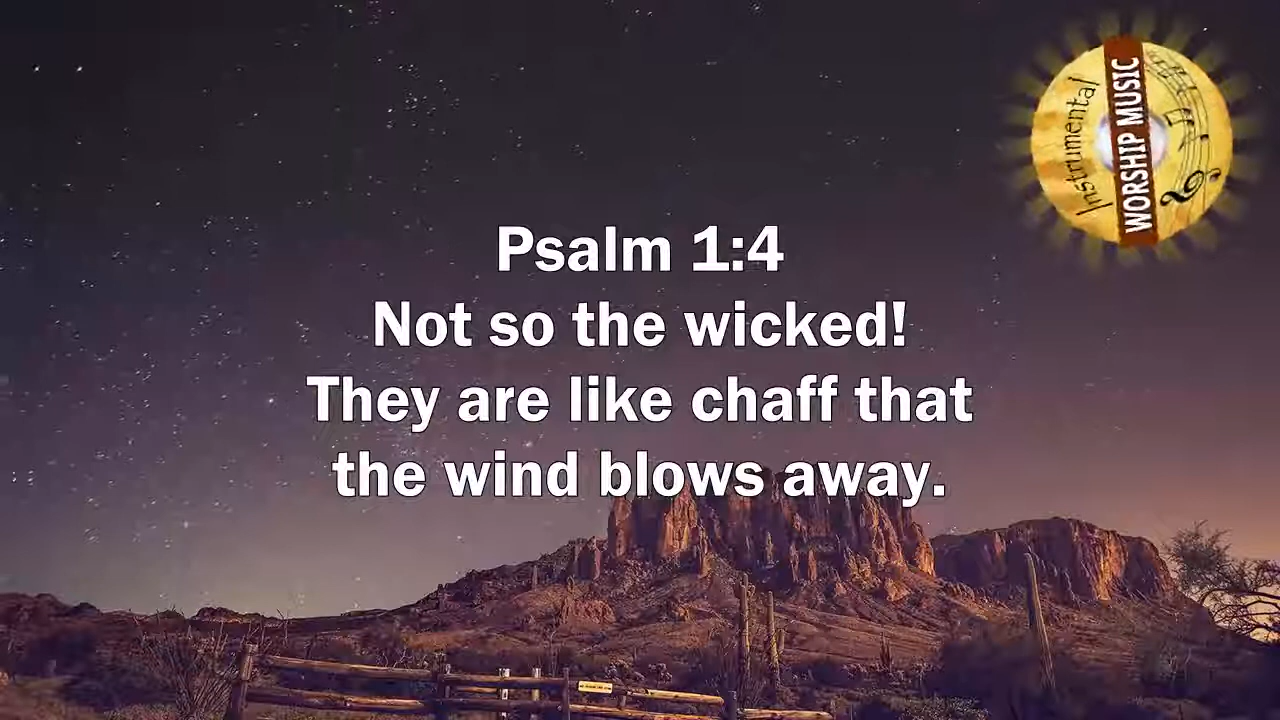 Instrumental
WORSHIP MUSIC
Psalm 1:4
Not so the wicked!
They are like chaff that
the wind blows away.